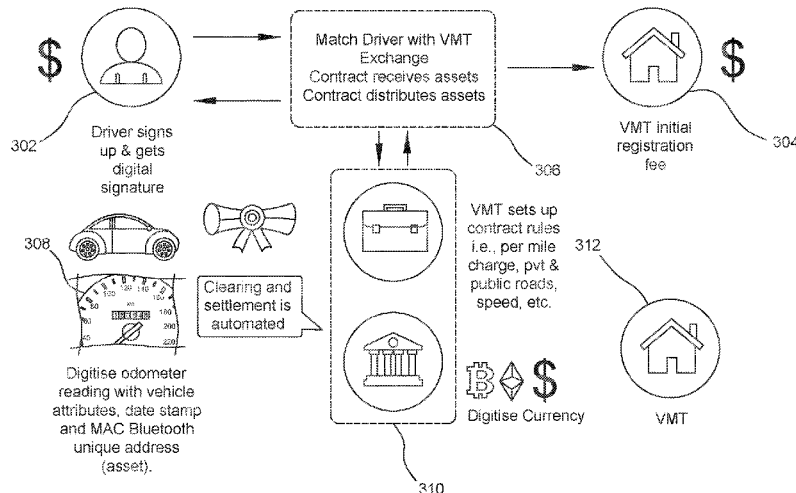 $
302
Driver signs
up & gets
digital
signature
Match Driver with VMT
Exchange
Contract receives assets
Contract distributes assets
306
$
304
VMT initial
registration
fee
308
Digitise odometer
reading with vehicle
attributes, date stamp
and MAC Bluetooth
unique address
(asset).
Clearing and
settlement is
automated
VMT sets up
contract rules
i.e., per mile
charge, pvt &
public roads,
speed, etc.
$
Digitise Currency
310
312
VMT